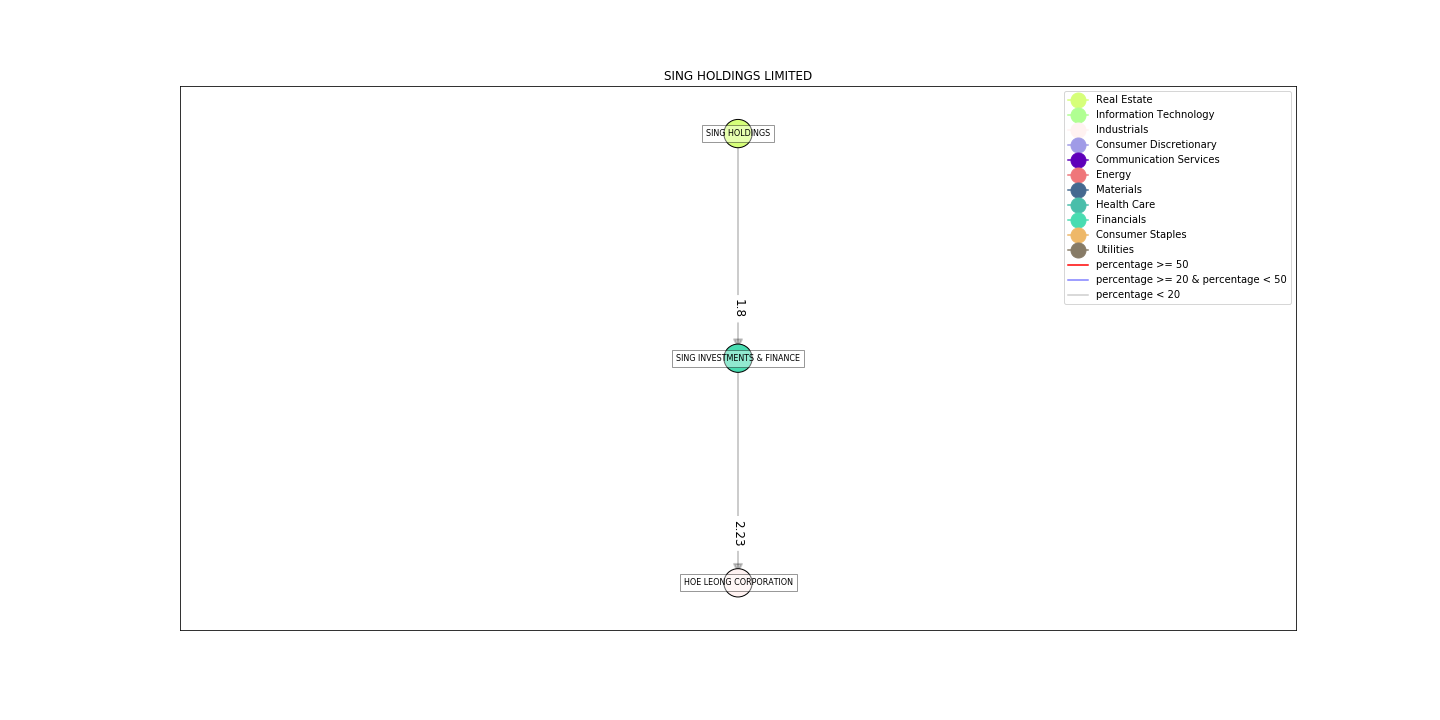 SING HOLDINGS LIMITED
SING HOLDINGS
1.8
SING INVESTMENTS & FINANCE
2.23
HOE LEONG CORPORATION
Real Estate
Information Technology
Industrials
Consumer Discretionary
Communication Services
Energy
Materials
Health Care
Financials
Consumer Staples
Utilities
percentage >= 50
percentage >= 20 & percentage < 50
percentage < 20